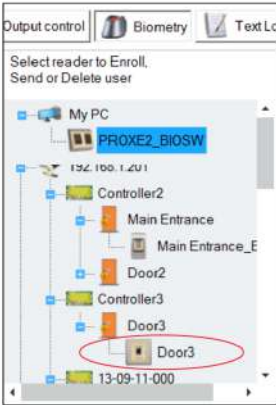 Output control Biometry Text Lo
Select reader to Enroll,
Send or Delete user
My PC
PROXE2_BIOSW
192.168.1.201
Controller2
Main Entrance
Main Entrance_E
Door2
Controller3
Door3
Door3
13-09-11-000